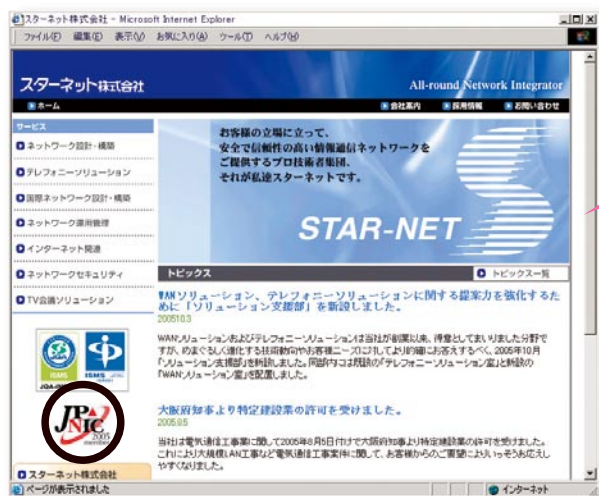 スターネット株式会社 - Microsoft Internet Explorer
ファイル(F) 編集(E) 表示(V) お気に入り(A) ツール(T) ヘルプ(H)
スターネット株式会社
All-round Network Integrator
ホーム
会社案内 採用情報 お問い合わせ
サービス
ネットワーク設計・構築
テレフォニーソリューション
国際ネットワーク設計・構築
ネットワーク運用管理
インターネット関連
ネットワークセキュリティ
TV会議ソリューション
お客様の立場に立って、
安全で信頼性の高い情報通信ネットワークを
ご提供するプロ技術者集団、
それが私達スターネットです。
STAR-NET
トピックス
トピックス一覧
WANソリューション、テレフォニーソリューションに関する提案力を強化するた
めに「ソリューション支援部」を新設しました。
2005.10.3
WANソリューションおよびテレフォニーソリューションは当社が創業以来、得意としてまいりました分野で
すが、めまぐるしく進化する技術動向やお客様ニーズに対してより的確にお答えするべく、2005年10月
「ソリューション支援部」を新設しました。同部内には既設の「テレフォニーソリューション室」と新設の
「WANソリューション室」を配置しました。
大阪府知事より特定建設業の許可を受けました。
2005.9.5
当社は電気通信工事業に関して2005年8月5日付けで大阪府知事より特定建設業の許可を受けました。
これにより大規模LAN工事など電気通信工事案件に関して、お客様からのご要望によりいっそうお応えし
やすくなりました。
ISMS
ISMS
JPNIC
2005
member
スターネット株式会社
ページが表示されました
インターネット